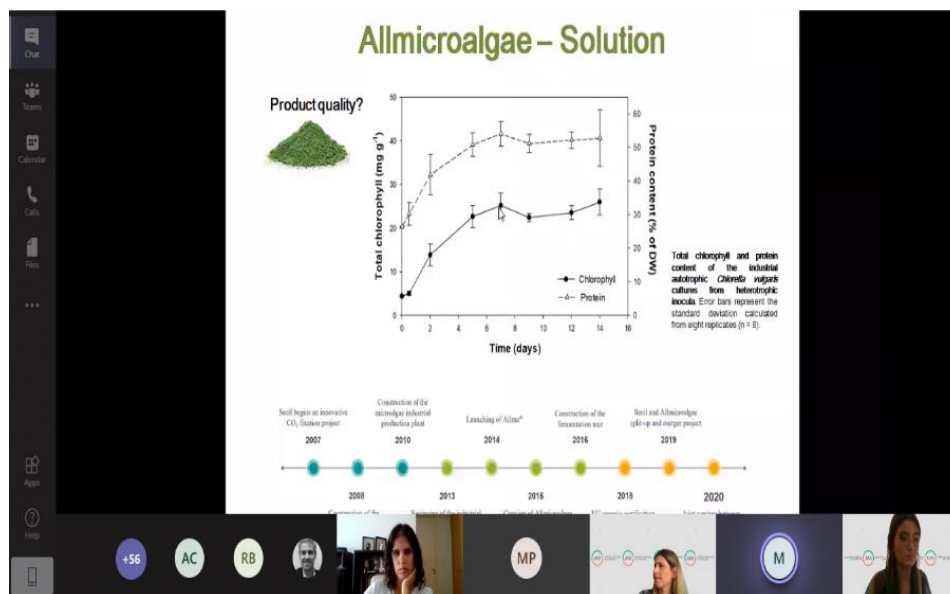 Allmicroalgae – Solution
Chat
Teams
Calendar
Calls
Files
...
Apps
Help
Product quality?
Total chlorophyll (mg g⁻¹)
50
40
30
20
10
0
Protein content (% of DW)
60
50
40
30
20
10
0
Chlorophyll
Protein
0 2 4 6 8 10 12 14 16
Time (days)
Total chlorophyll and protein
content of the industrial
autotrophic Chlorella vulgaris
cultures from heterotrophic
inocula. Error bars represent the
standard deviation calculated
from eight replicates (n = 8).
Secil begins an innovative
CO₂ fixation project
2007
Construction of the
microalgae industrial
production plant
2010
Launching of Allma®
2014
Construction of the
fermentation unit
2016
Secil and Allmicroalgae
split-up and merger project
2019
2008
Construction of the
2013
2015
2018
2020
+56
AC
RB
MP
M